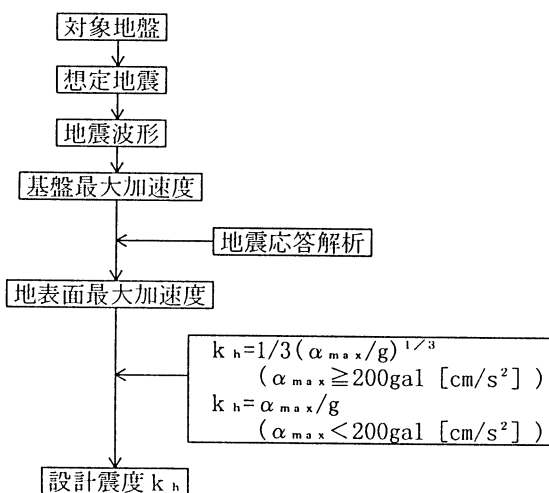 対象地盤
想定地震
地震波形
基盤最大加速度
地震応答解析
地表面最大加速度
kh=1/3(αmax/g)1/3
(αmax≧200gal [cm/s²])
kh=αmax/g
(αmax<200gal [cm/s²])
設計震度kh